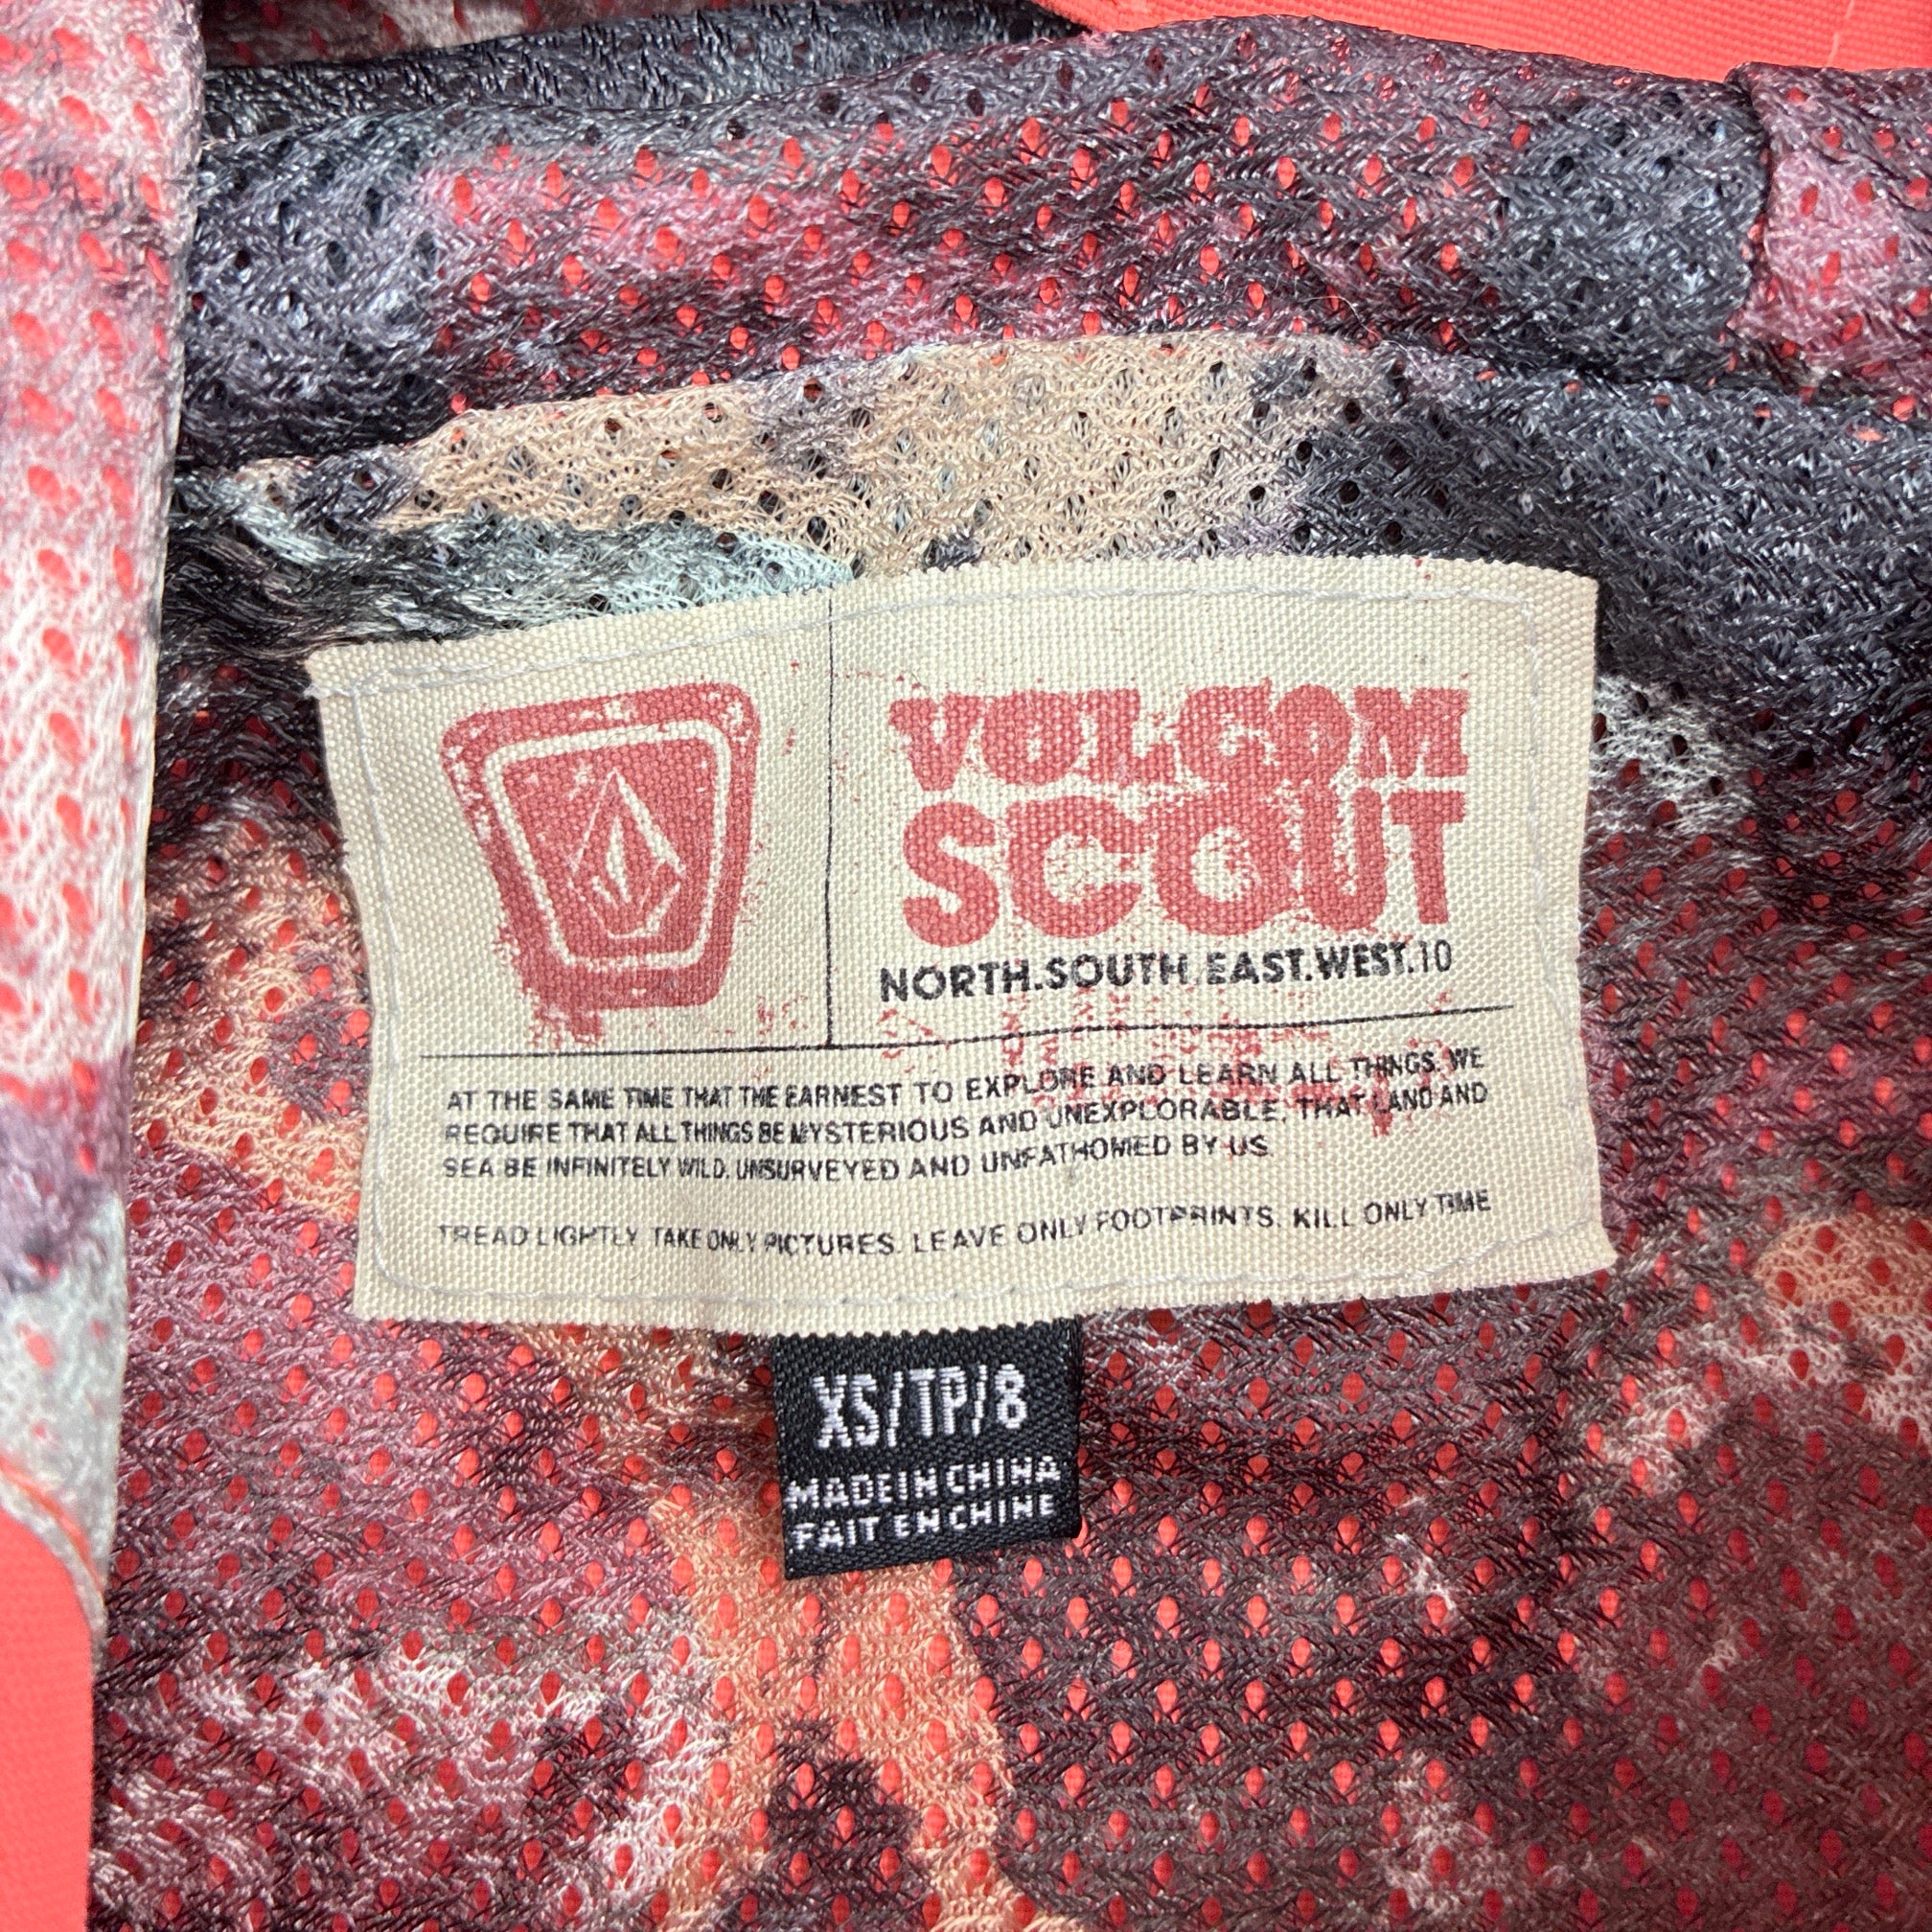 VOLCOM
SCOUT
NORTH.SOUTH.EAST.WEST.10
AT THE SAME TIME THAT THE EARNEST TO EXPLORE AND LEARN ALL THINGS. WE
REQUIRE THAT ALL THINGS BE MYSTERIOUS AND UNEXPLORABLE, THAT LAND AND
SEA BE INFINITELY WILD. UNSURVEYED AND UNFATHOMED BY US
TREAD LIGHTLY TAKE ONLY PICTURES. LEAVE ONLY FOOTPRINTS. KILL ONLY TIME
XS/TP/8
MADE IN CHINA
FAIT EN CHINE